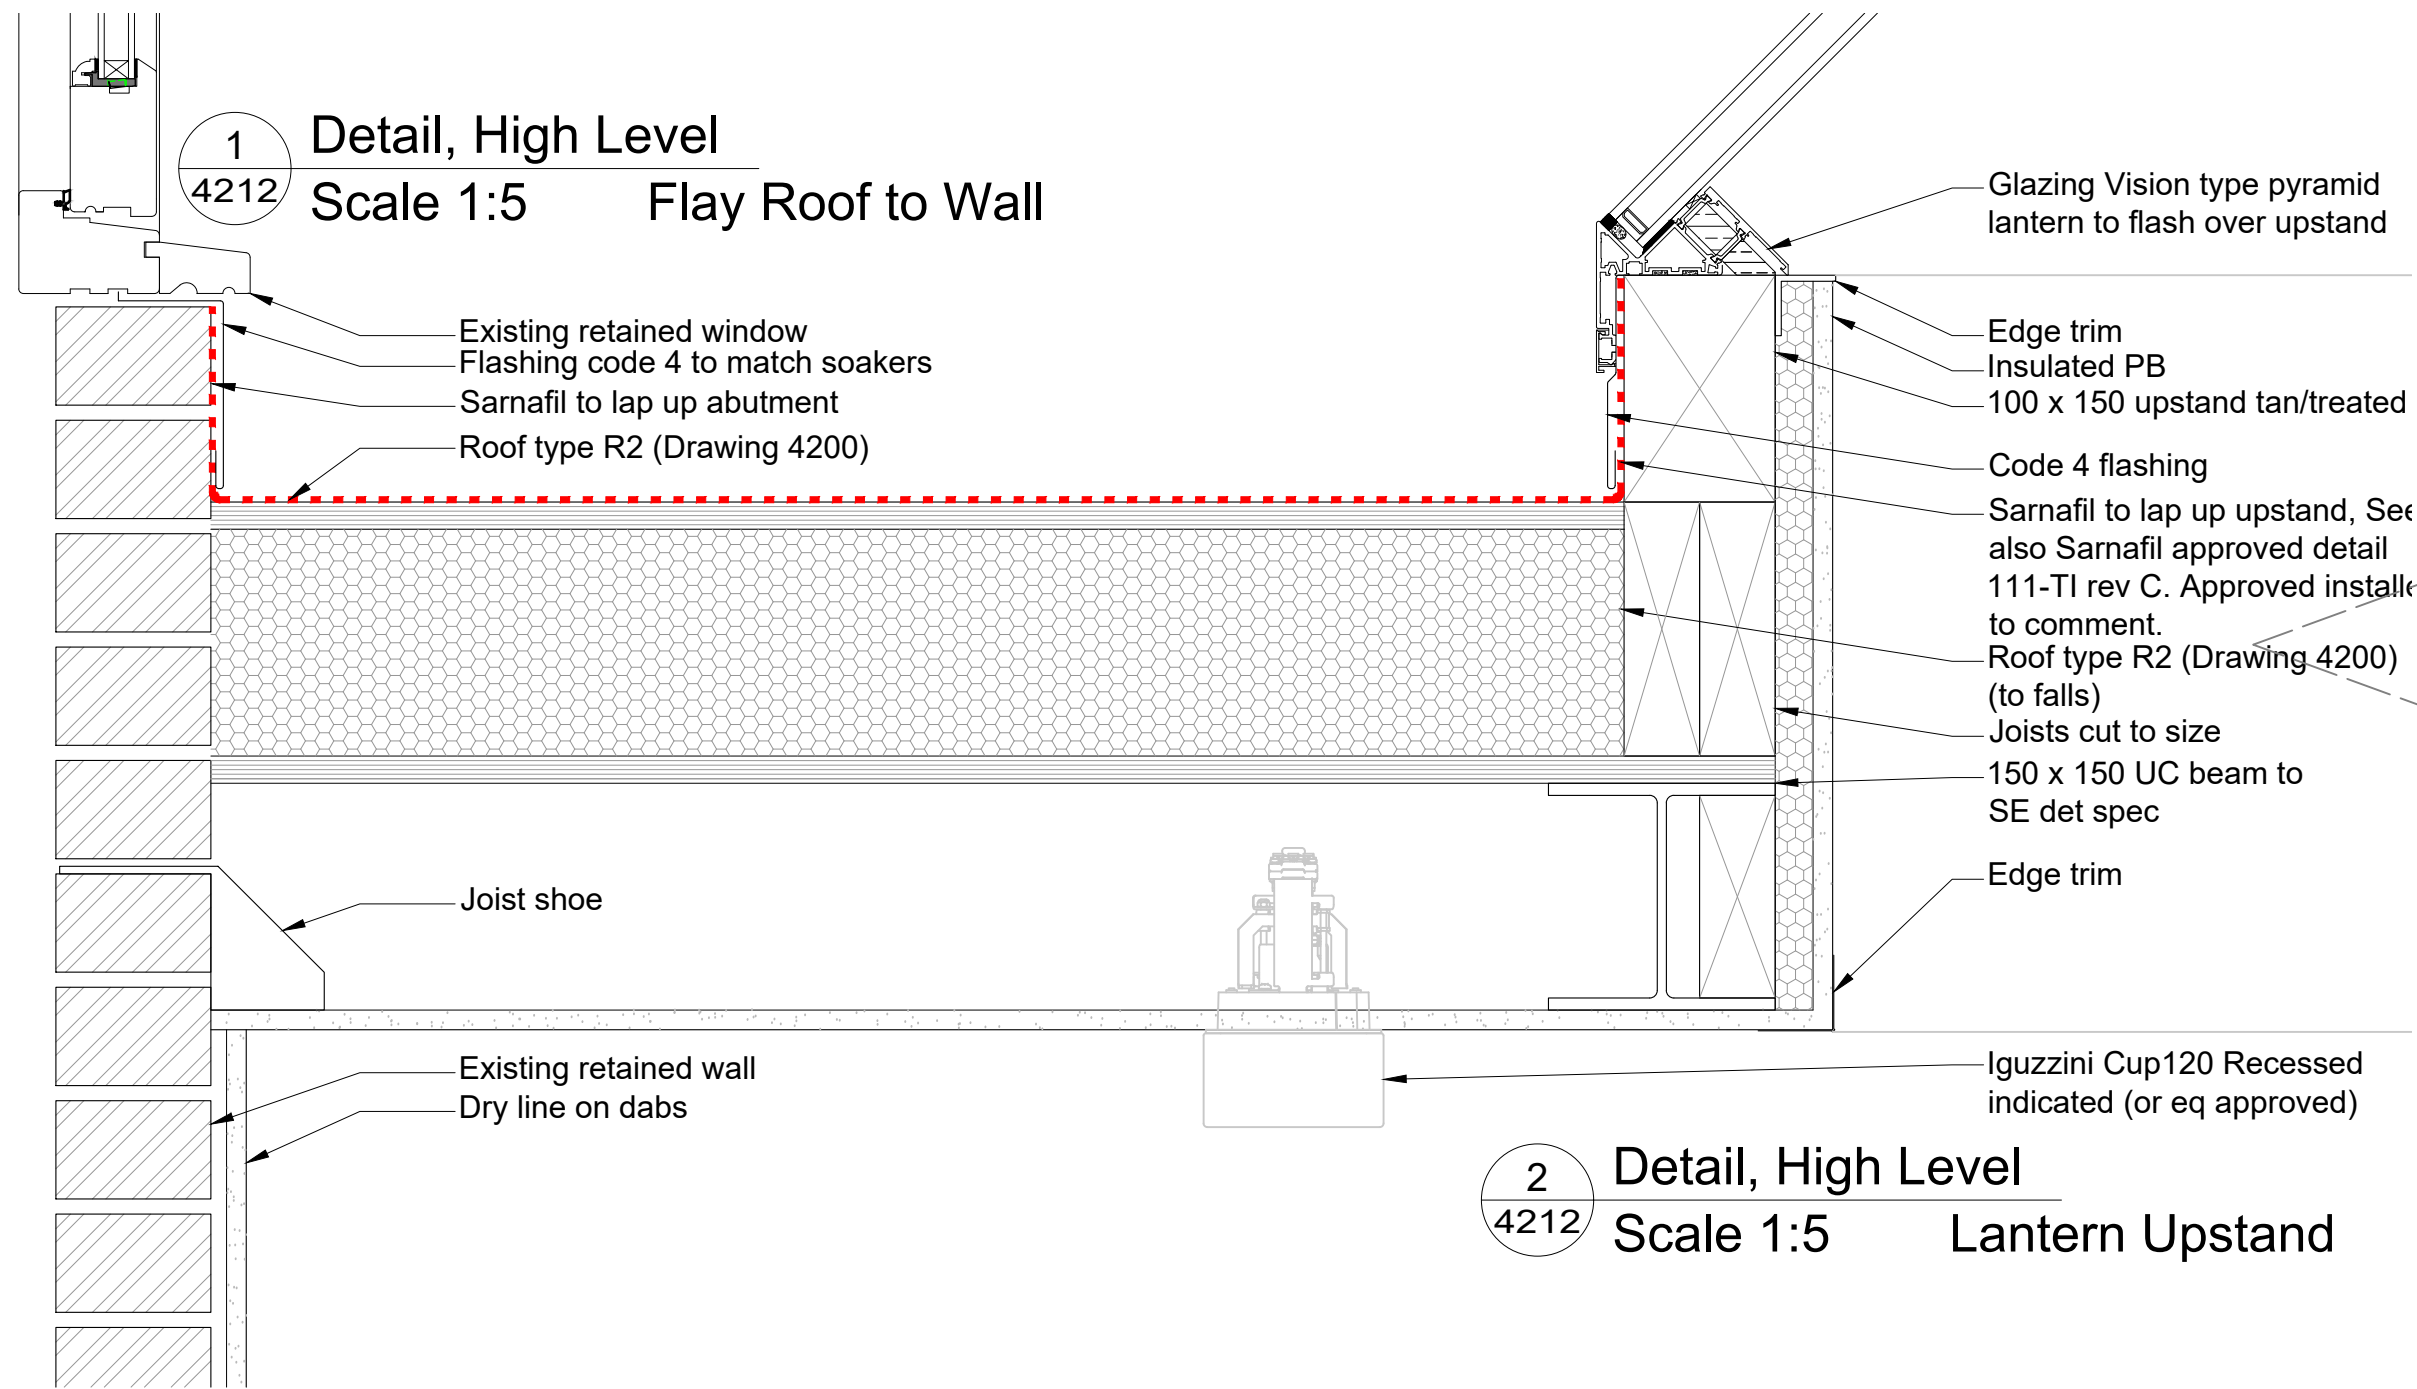 1
4212
Detail, High Level
Scale 1:5 Flay Roof to Wall
Existing retained window
Flashing code 4 to match soakers
Sarnafil to lap up abutment
Roof type R2 (Drawing 4200)
Joist shoe
Existing retained wall
Dry line on dabs
Glazing Vision type pyramid
lantern to flash over upstand
Edge trim
Insulated PB
100 x 150 upstand tan/treated
Code 4 flashing
Sarnafil to lap up upstand, See
also Sarnafil approved detail
111-TI rev C. Approved installe
to comment.
Roof type R2 (Drawing 4200)
(to falls)
Joists cut to size
150 x 150 UC beam to
SE det spec
Edge trim
Iguzzini Cup120 Recessed
indicated (or eq approved)
2
4212
Detail, High Level
Scale 1:5 Lantern Upstand